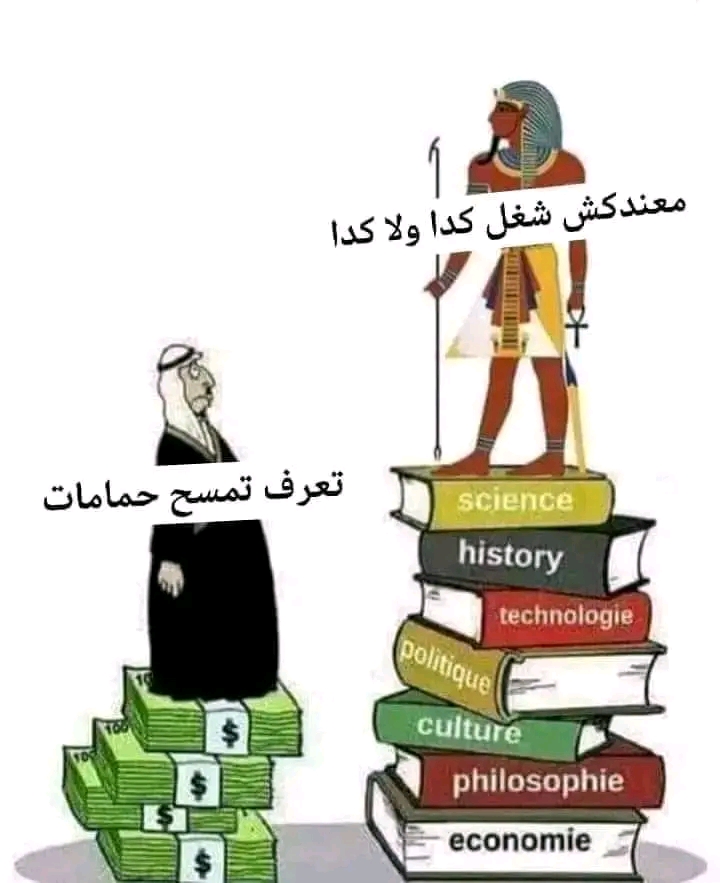 معندكش شغل كدا ولا كدا
تعرف تمسح حمامات
science
history
technologie
politique
culture
philosophie
economie
100
100
100
$
$
$
$